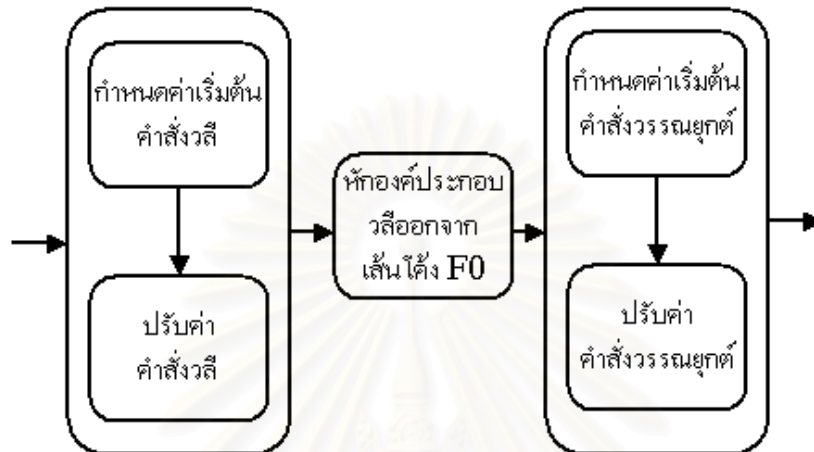 กำหนดค่าเริ่มต้น
คำสั่งวลี
ปรับค่า
คำสั่งวลี
หักองค์ประกอบ
วลีออกจาก
เส้นโค้ง F0
กำหนดค่าเริ่มต้น
คำสั่งวรรณยุกต์
ปรับค่า
คำสั่งวรรณยุกต์